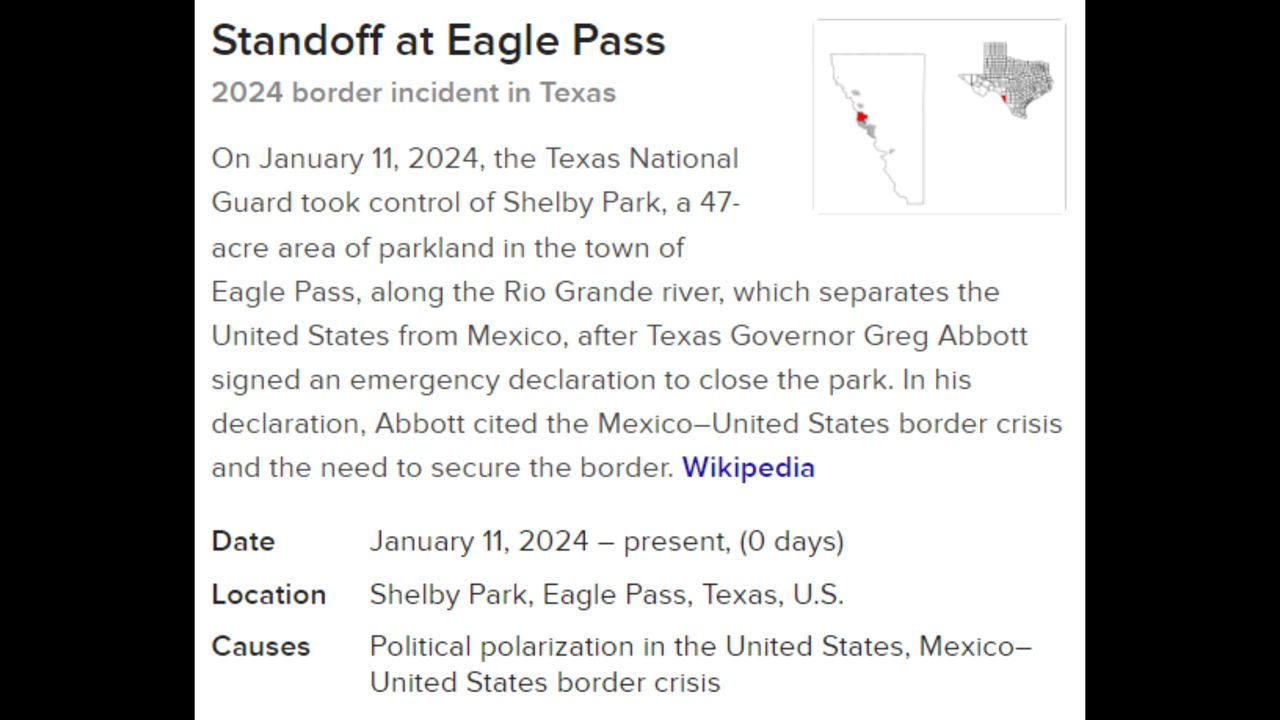 Standoff at Eagle Pass
2024 border incident in Texas
On January 11, 2024, the Texas National
Guard took control of Shelby Park, a 47-
acre area of parkland in the town of
Eagle Pass, along the Rio Grande river, which separates the
United States from Mexico, after Texas Governor Greg Abbott
signed an emergency declaration to close the park. In his
declaration, Abbott cited the Mexico–United States border crisis
and the need to secure the border. Wikipedia
Date January 11, 2024 – present, (0 days)
Location Shelby Park, Eagle Pass, Texas, U.S.
Causes Political polarization in the United States, Mexico–
United States border crisis